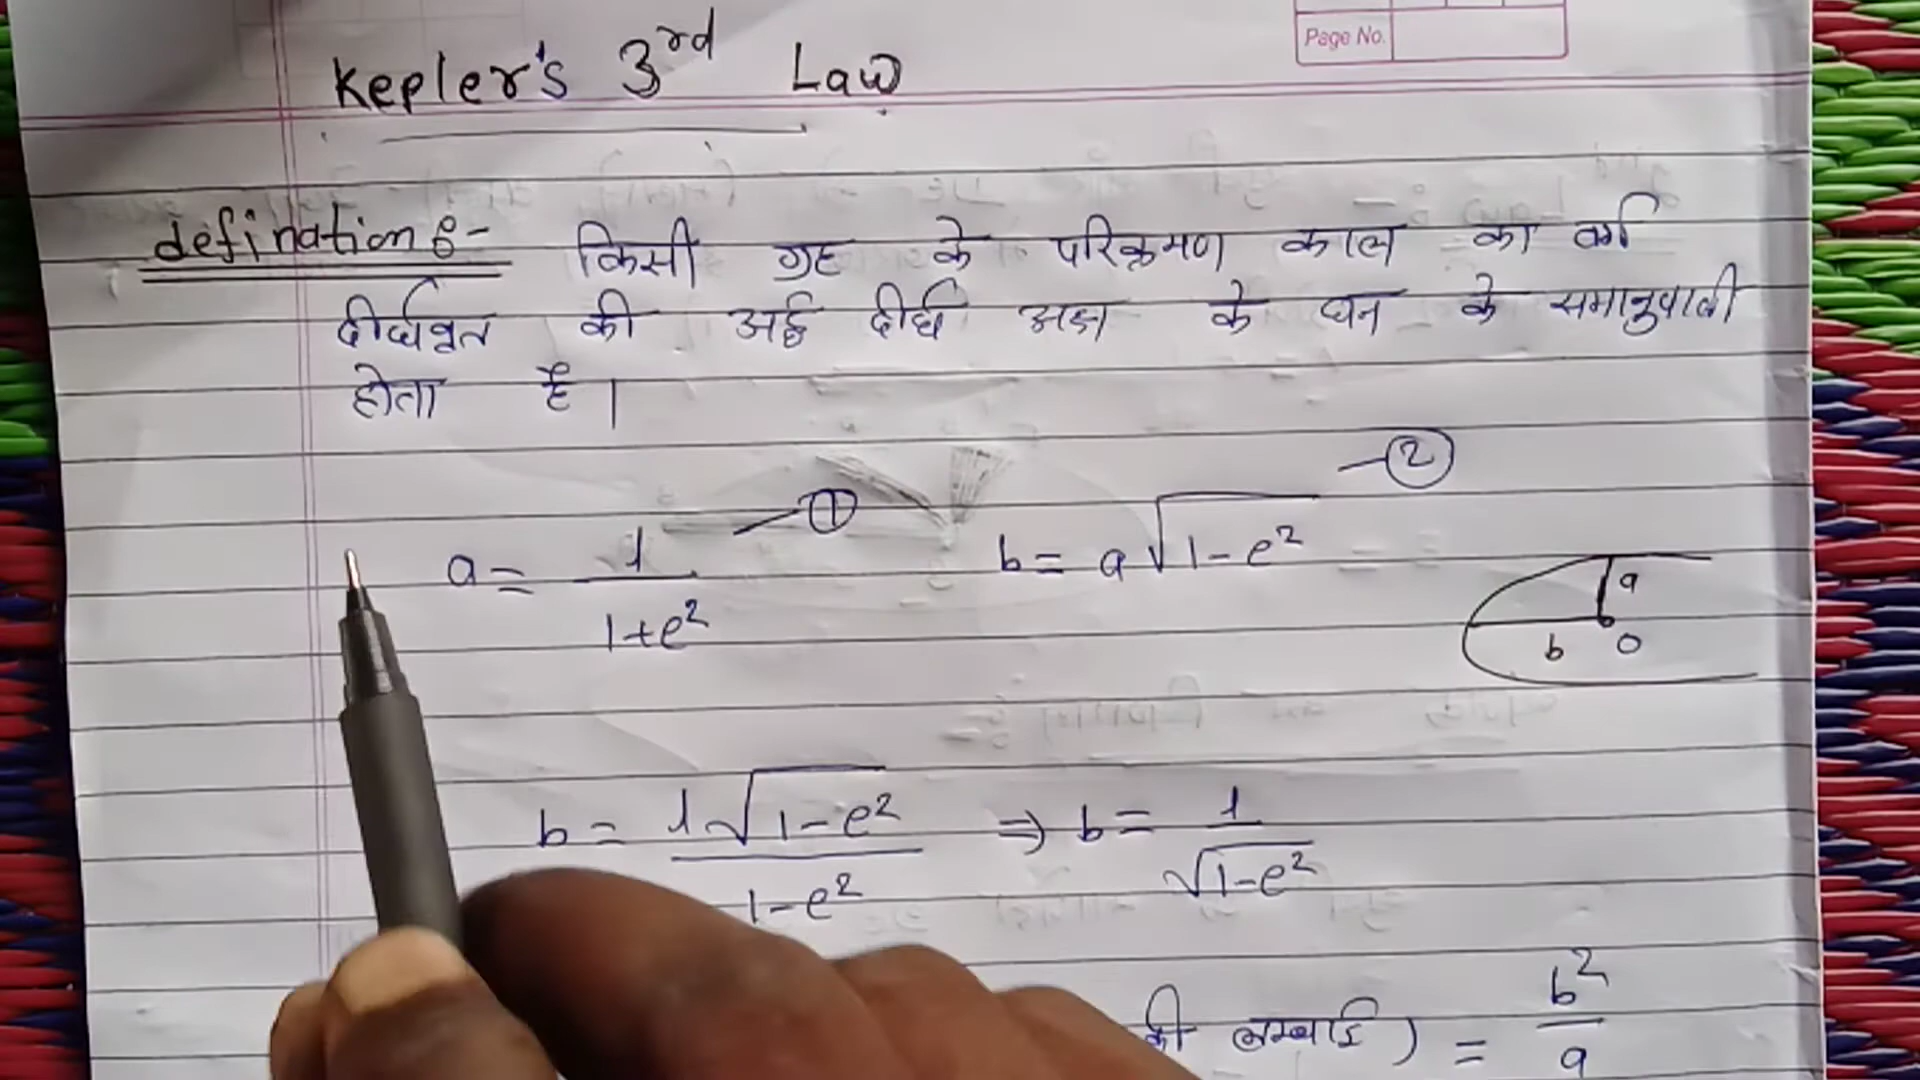 Page No.
Kepler's 3rd Law
defination :- किसी ग्रह के परिक्रमण काल का वर्ग
दीर्घवृत की अर्द्ध दीर्घ अक्ष के घन के समानुपाती
होता है।
a = 1/(1+e²) —① b = a√(1-e²) —②
a
b O
b = 1√(1-e²)/(1-e²) ⇒ b = 1/√(1-e²)
की लम्बाई) = b²/a